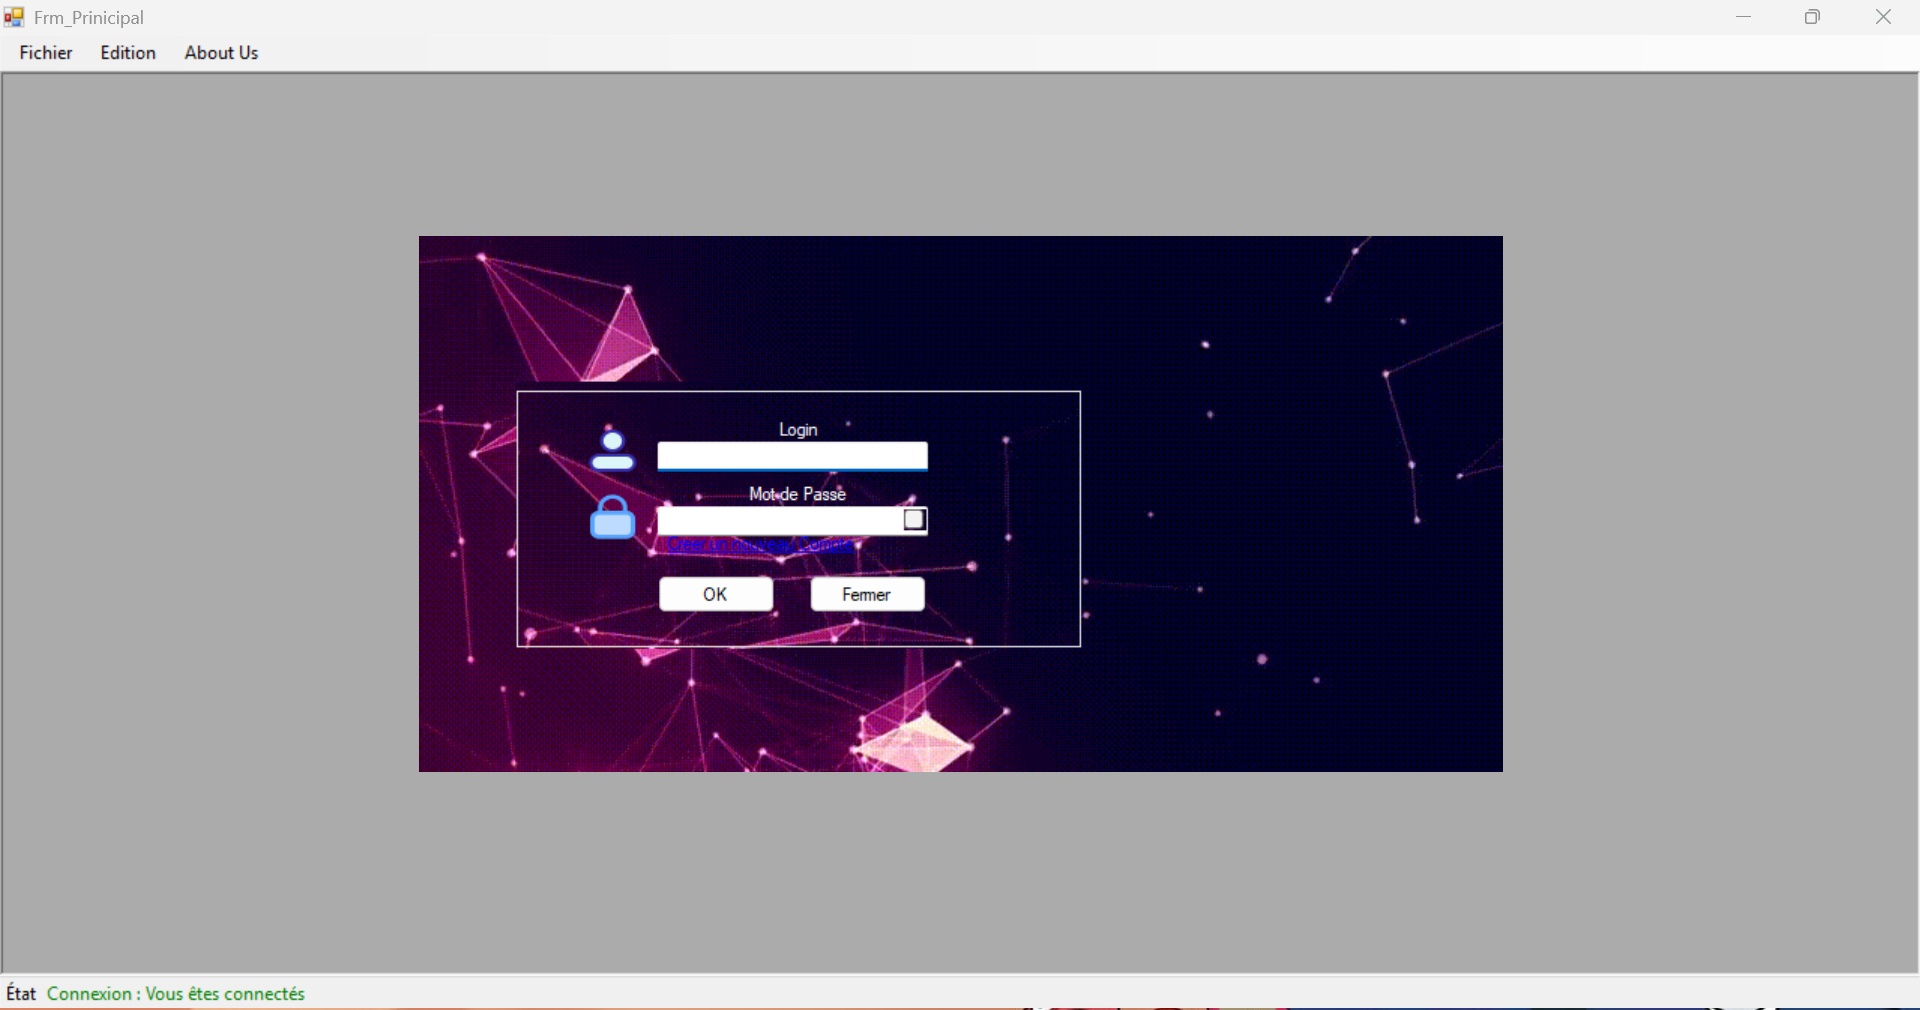 Frm_Prinicipal
Fichier Edition About Us
Login
Mot de Passe
Creer un nouveau Compte
OK Fermer
État Connexion : Vous êtes connectés